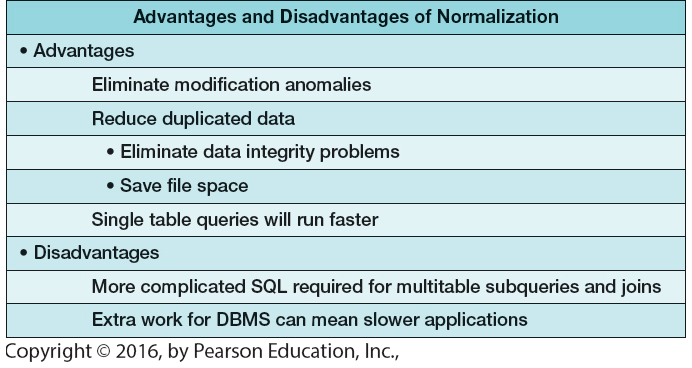 Advantages and Disadvantages of Normalization
• Advantages
Eliminate modification anomalies
Reduce duplicated data
• Eliminate data integrity problems
• Save file space
Single table queries will run faster
• Disadvantages
More complicated SQL required for multitable subqueries and joins
Extra work for DBMS can mean slower applications
Copyright © 2016, by Pearson Education, Inc.,